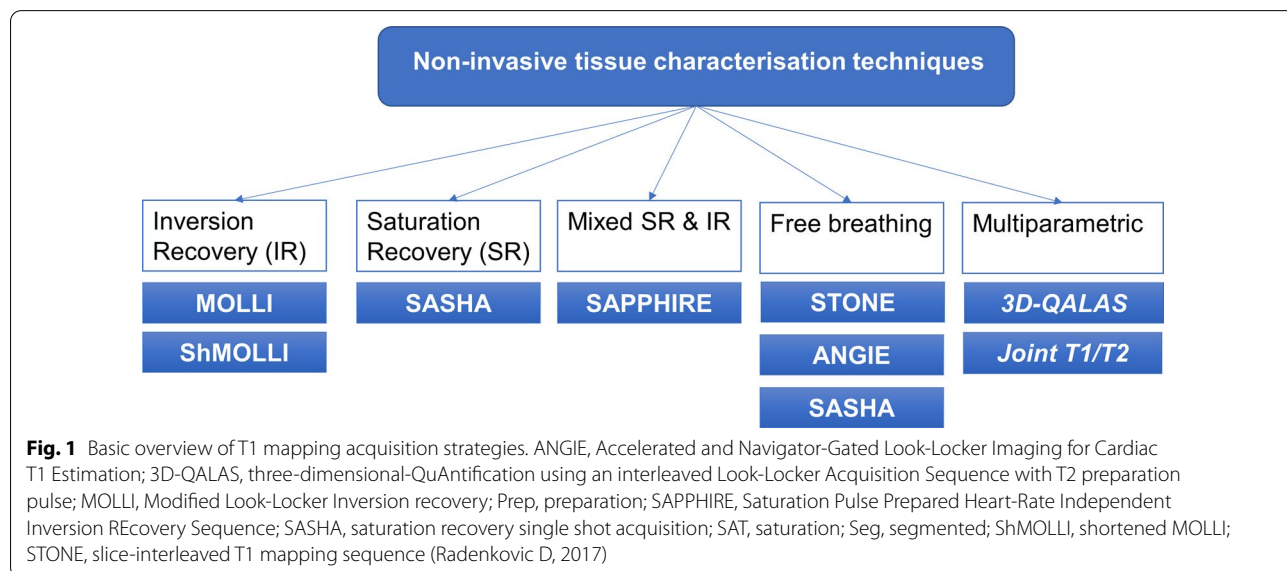 Non-invasive tissue characterisation techniques
Inversion
Recovery (IR)
Saturation
Recovery (SR)
Mixed SR & IR
Free breathing
Multiparametric
MOLLI
SASHA
SAPPHIRE
STONE
3D-QALAS
ShMOLLI
ANGIE
Joint T1/T2
SASHA
Fig. 1 Basic overview of T1 mapping acquisition strategies. ANGIE, Accelerated and Navigator-Gated Look-Locker Imaging for Cardiac
T1 Estimation; 3D-QALAS, three-dimensional-QuAntification using an interleaved Look-Locker Acquisition Sequence with T2 preparation
pulse; MOLLI, Modified Look-Locker Inversion recovery; Prep, preparation; SAPPHIRE, Saturation Pulse Prepared Heart-Rate Independent
Inversion REcovery Sequence; SASHA, saturation recovery single shot acquisition; SAT, saturation; Seg, segmented; ShMOLLI, shortened MOLLI;
STONE, slice-interleaved T1 mapping sequence (Radenkovic D, 2017)